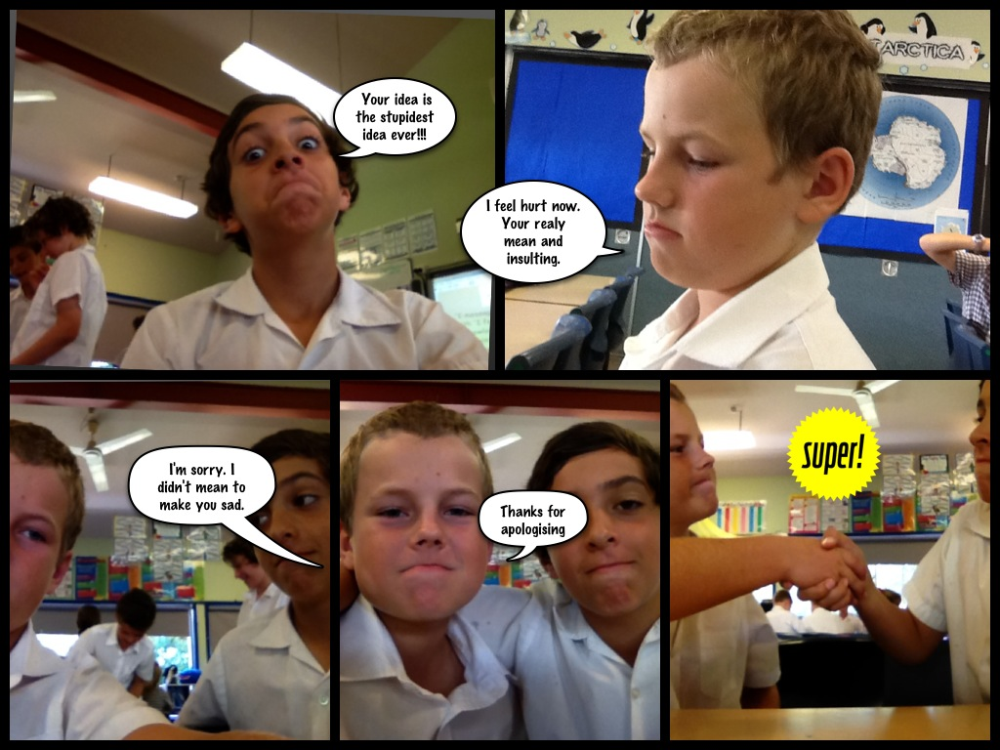 Your idea is
the stupidest
idea ever!!!
ARCTICA
I feel hurt now.
Your realy
mean and
insulting.
I'm sorry. I
didn't mean to
make you sad.
Thanks for
apologising
super!